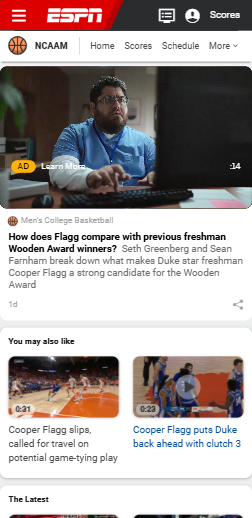 ESPN
Scores
NCAAM
Home Scores Schedule More
AD Learn More :14
Men's College Basketball
How does Flagg compare with previous freshman
Wooden Award winners? Seth Greenberg and Sean
Farnham break down what makes Duke star freshman
Cooper Flagg a strong candidate for the Wooden
Award
1d
You may also like
0:31
0:23
Cooper Flagg slips,
called for travel on
potential game-tying play
Cooper Flagg puts Duke
back ahead with clutch 3
The Latest